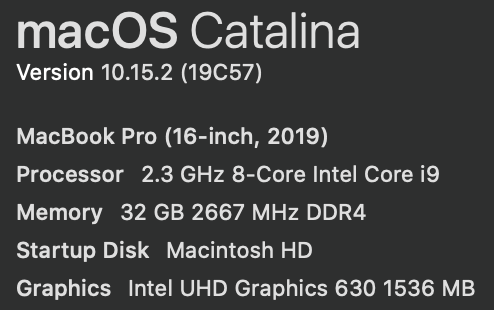 macOS Catalina
Version 10.15.2 (19C57)
MacBook Pro (16-inch, 2019)
Processor 2.3 GHz 8-Core Intel Core i9
Memory 32 GB 2667 MHz DDR4
Startup Disk Macintosh HD
Graphics Intel UHD Graphics 630 1536 MB